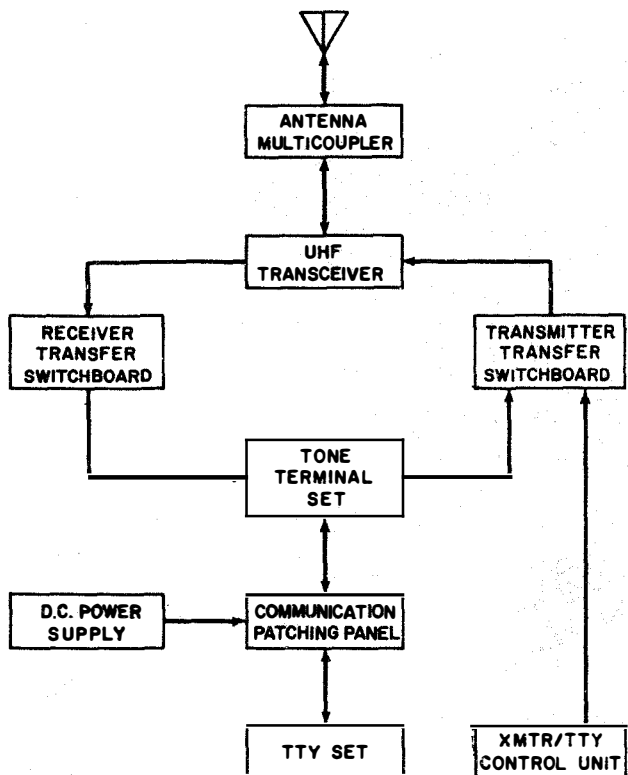 ANTENNA
MULTICOUPLER
UHF
TRANSCEIVER
RECEIVER
TRANSFER
SWITCHBOARD
TRANSMITTER
TRANSFER
SWITCHBOARD
TONE
TERMINAL
SET
D.C. POWER
SUPPLY
COMMUNICATION
PATCHING PANEL
TTY SET
XMTR/TTY
CONTROL UNIT